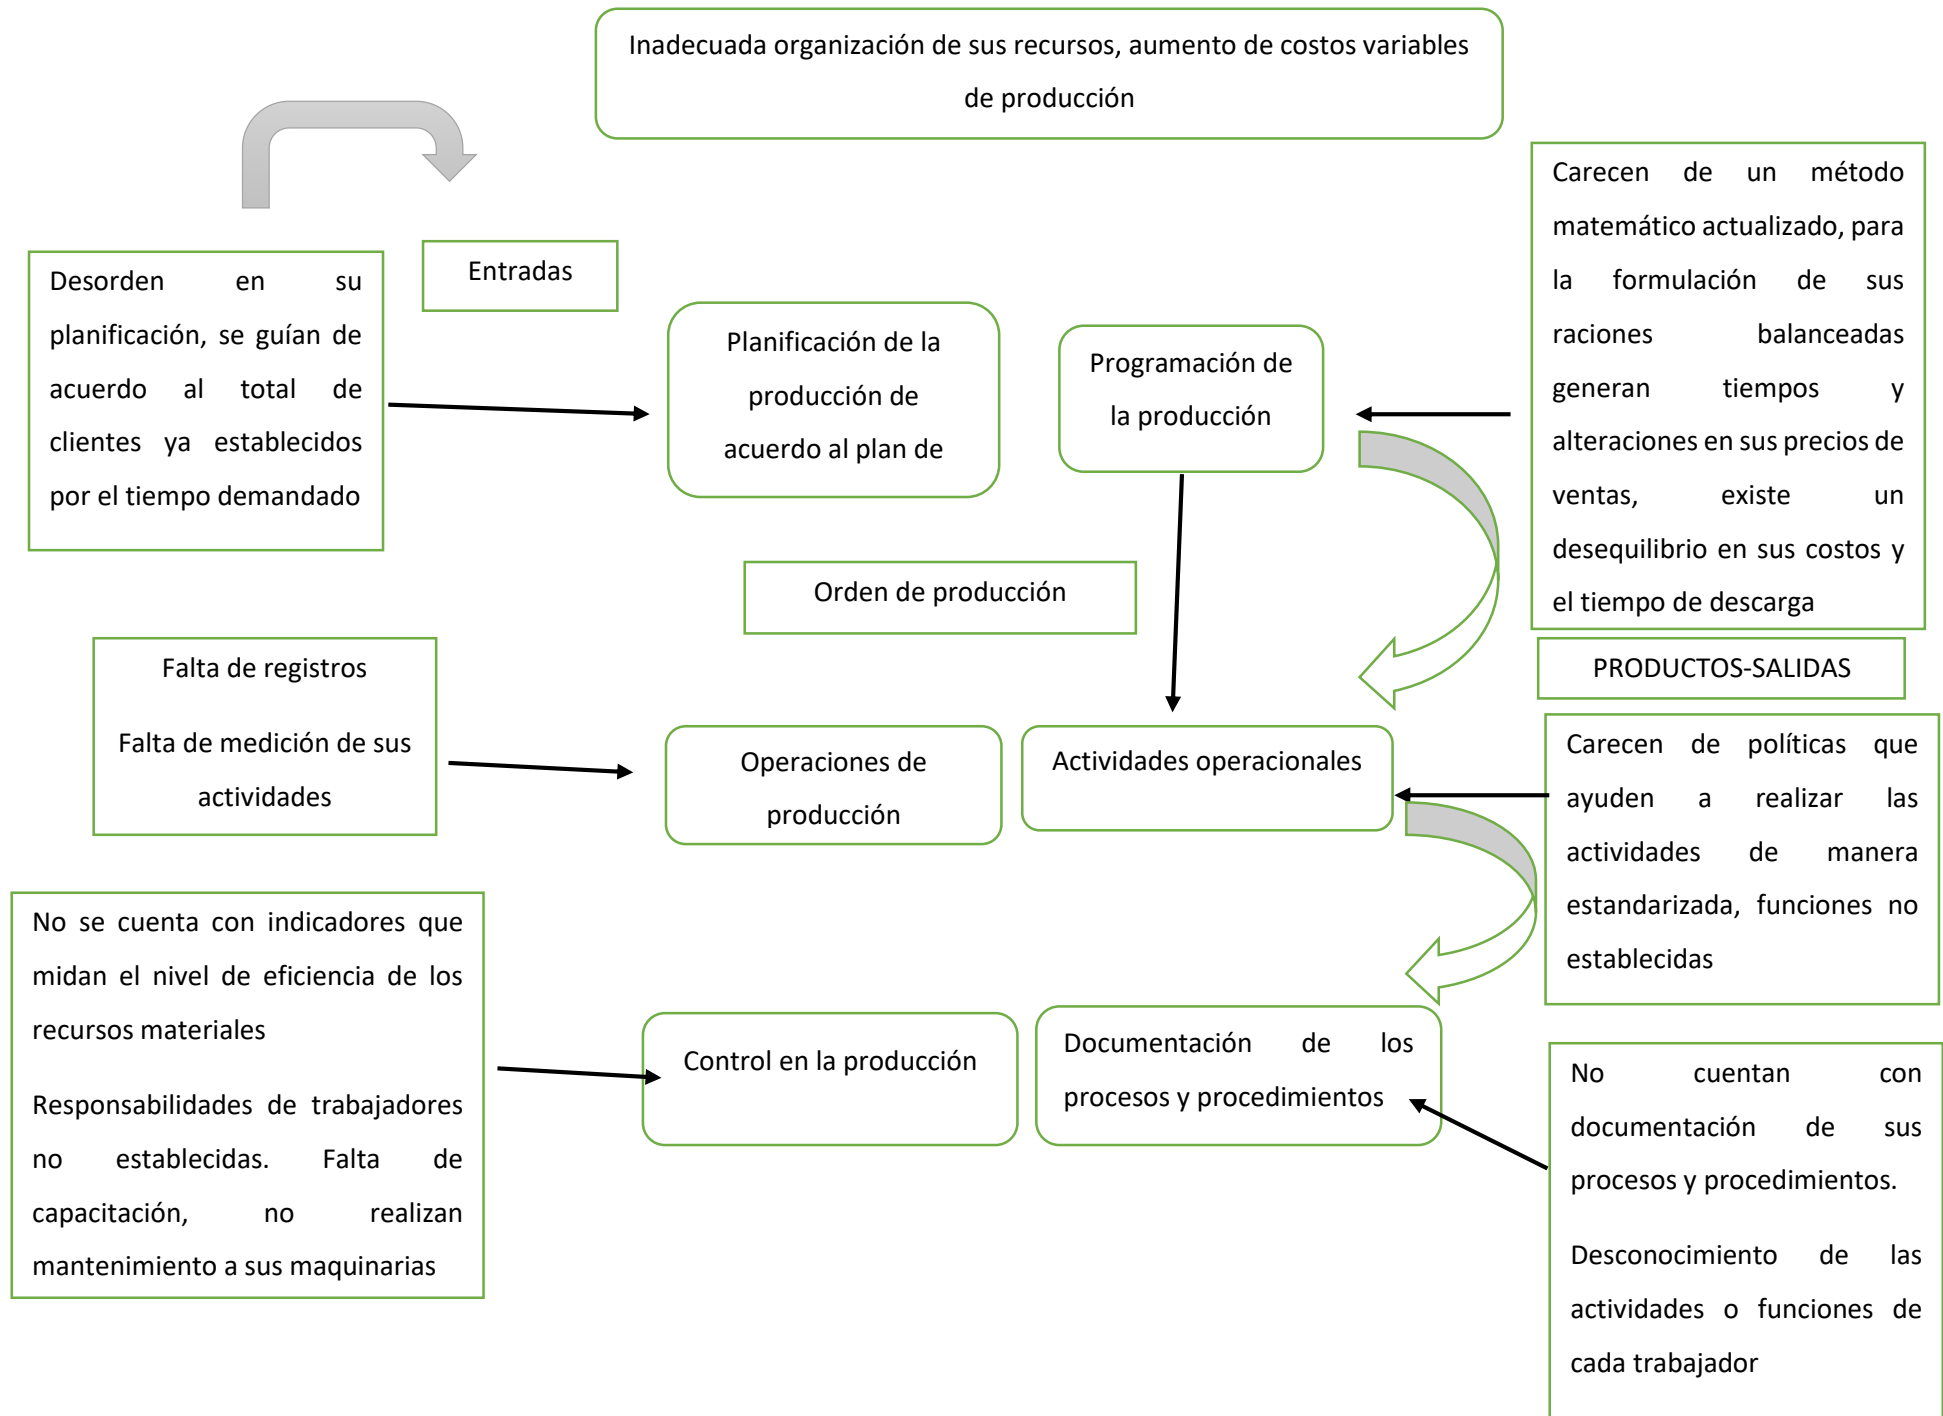 Inadecuada organización de sus recursos, aumento de costos variables
de producción
Entradas
Desorden en su
planificación, se guían de
acuerdo al total de
clientes ya establecidos
por el tiempo demandado
Planificación de la
producción de
acuerdo al plan de
Programación de
la producción
Carecen de un método
matemático actualizado, para
la formulación de sus
raciones balanceadas
generan tiempos y
alteraciones en sus precios de
ventas, existe un
desequilibrio en sus costos y
el tiempo de descarga
Orden de producción
PRODUCTOS-SALIDAS
Falta de registros
Falta de medición de sus
actividades
Operaciones de
producción
Actividades operacionales
Carecen de políticas que
ayuden a realizar las
actividades de manera
estandarizada, funciones no
establecidas
No se cuenta con indicadores que
midan el nivel de eficiencia de los
recursos materiales
Responsabilidades de trabajadores
no establecidas. Falta de
capacitación, no realizan
mantenimiento a sus maquinarias
Control en la producción
Documentación de los
procesos y procedimientos
No cuentan con
documentación de sus
procesos y procedimientos.
Desconocimiento de las
actividades o funciones de
cada trabajador